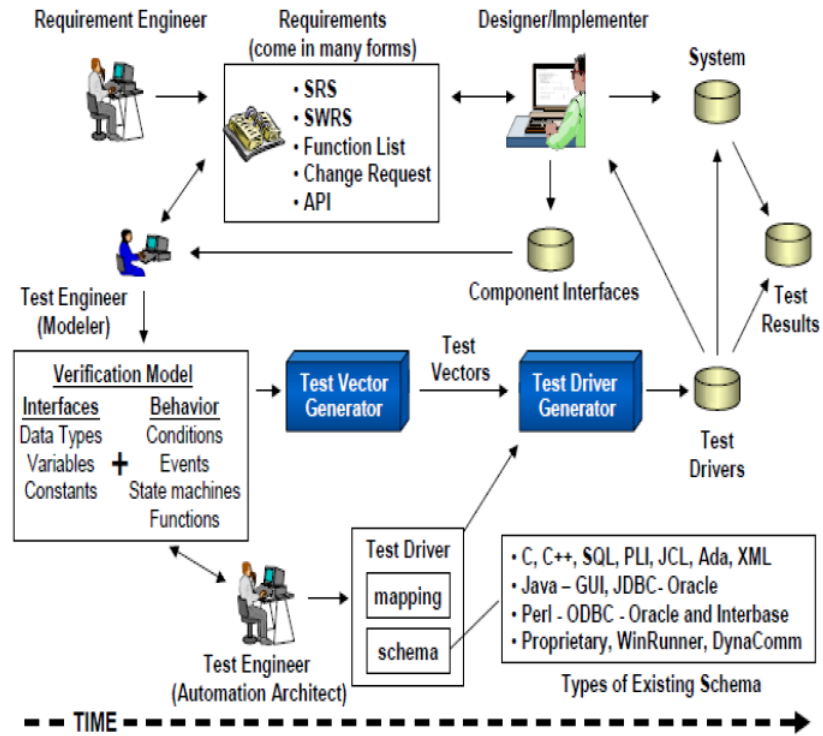 Requirement Engineer
Requirements
(come in many forms)
• SRS
• SWRS
• Function List
• Change Request
• API
Designer/Implementer
System
Test Engineer
(Modeler)
Component Interfaces
Test
Results
Verification Model
Interfaces
Data Types
Variables
Constants
+
Behavior
Conditions
Events
State machines
Functions
Test Vector
Generator
Test
Vectors
Test Driver
Generator
Test
Drivers
Test Engineer
(Automation Architect)
Test Driver
mapping
schema
• C, C++, SQL, PLI, JCL, Ada, XML
• Java – GUI, JDBC- Oracle
• Perl - ODBC - Oracle and Interbase
• Proprietary, WinRunner, DynaComm
Types of Existing Schema
TIME